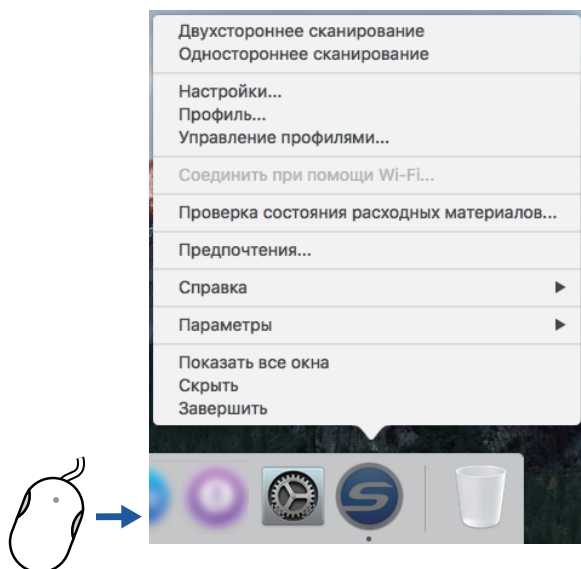 Двухстороннее сканирование
Одностороннее сканирование
Настройки...
Профиль...
Управление профилями...
Соединить при помощи Wi-Fi...
Проверка состояния расходных материалов...
Предпочтения...
Справка
Параметры
Показать все окна
Скрыть
Завершить
S